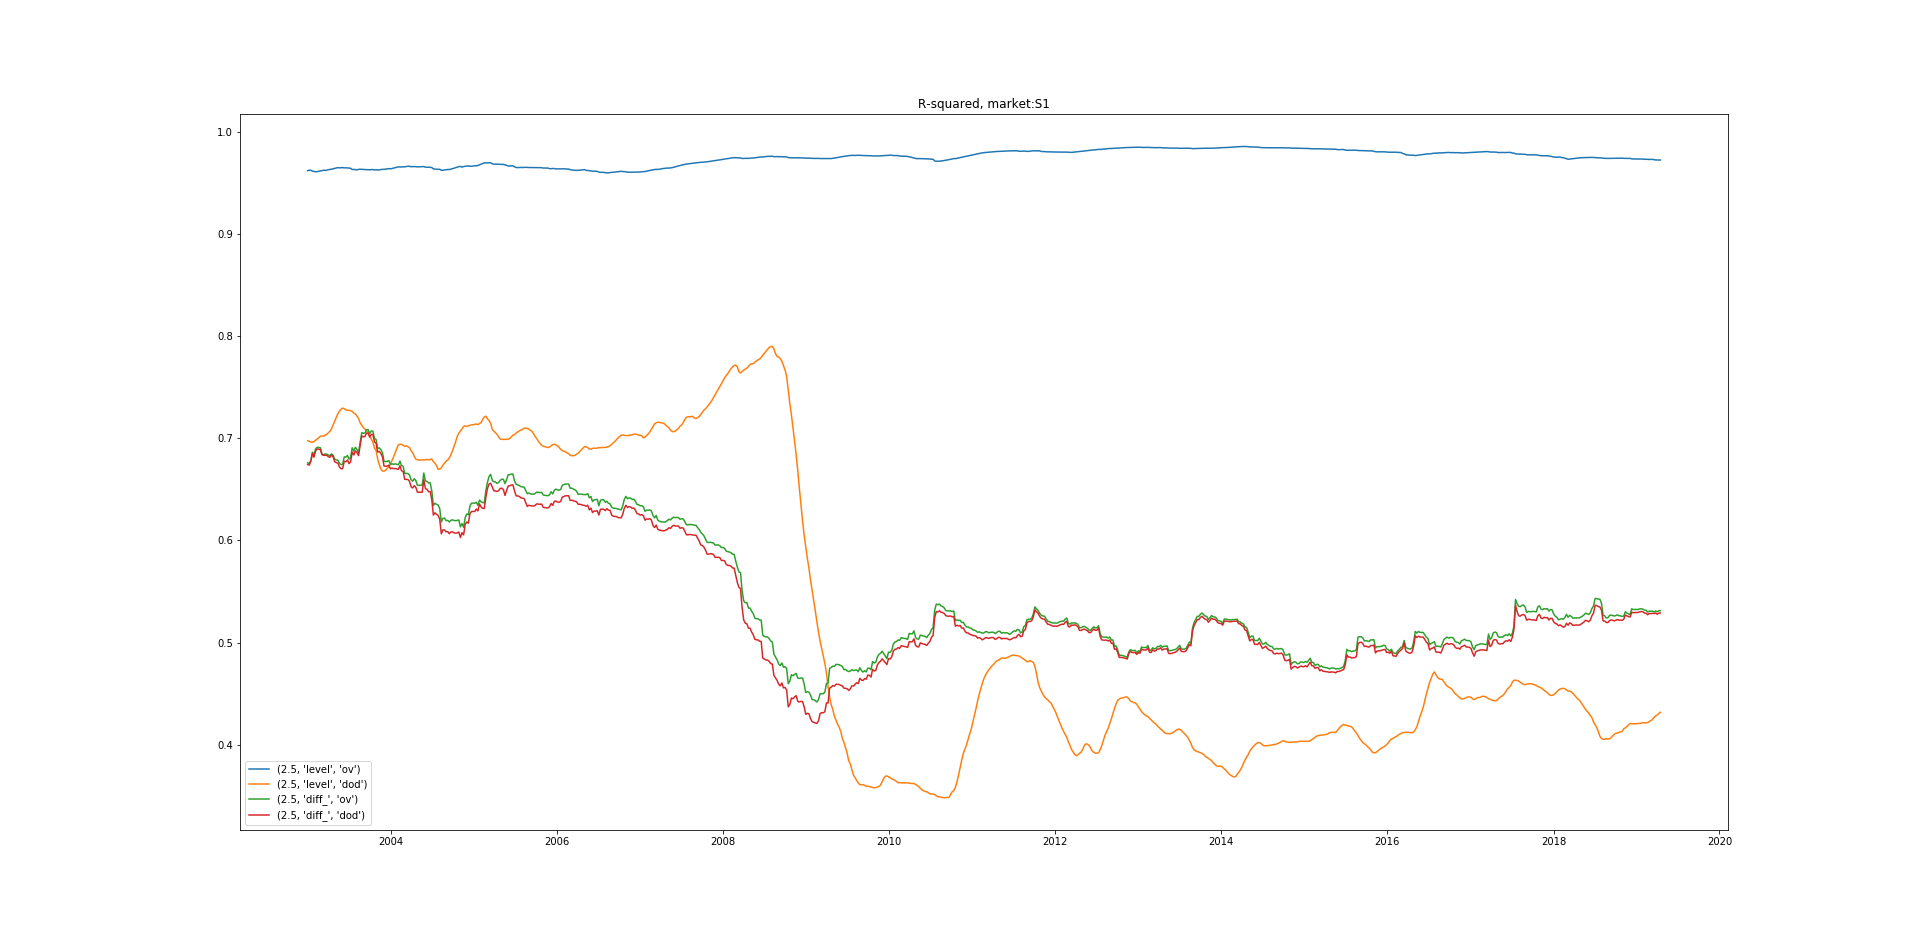 R-squared, market:S1
1.0
0.9
0.8
0.7
0.6
0.5
0.4
(2.5, 'level', 'ov')
(2.5, 'level', 'dod')
(2.5, 'diff_', 'ov')
(2.5, 'diff_', 'dod')
2004 2006 2008 2010 2012 2014 2016 2018 2020